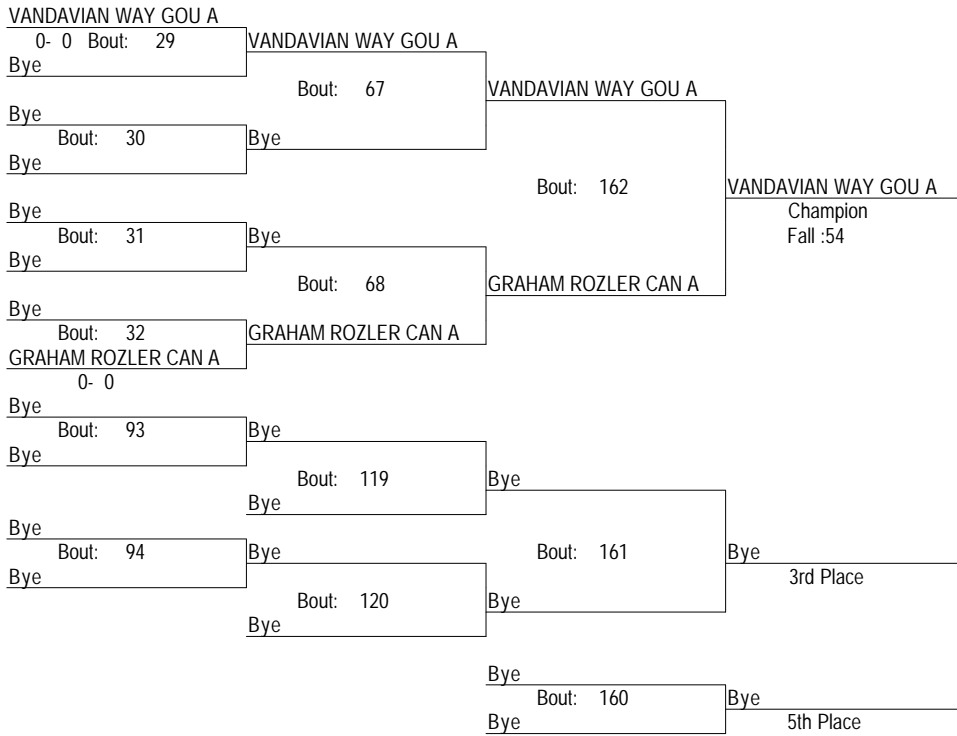 VANDAVIAN WAY GOU A
0- 0 Bout: 29
Bye
VANDAVIAN WAY GOU A
Bout: 67
VANDAVIAN WAY GOU A
Bye
Bout: 30
Bye
Bye
Bout: 162
VANDAVIAN WAY GOU A
Champion
Fall :54
Bye
Bout: 31
Bye
Bye
Bout: 68
GRAHAM ROZLER CAN A
Bye
Bout: 32
GRAHAM ROZLER CAN A
GRAHAM ROZLER CAN A
0- 0
Bye
Bout: 93
Bye
Bye
Bout: 119
Bye
Bye
Bye
Bout: 94
Bye
Bye
Bout: 161
Bye
3rd Place
Bout: 120
Bye
Bye
Bye
Bout: 160
Bye
Bye
5th Place